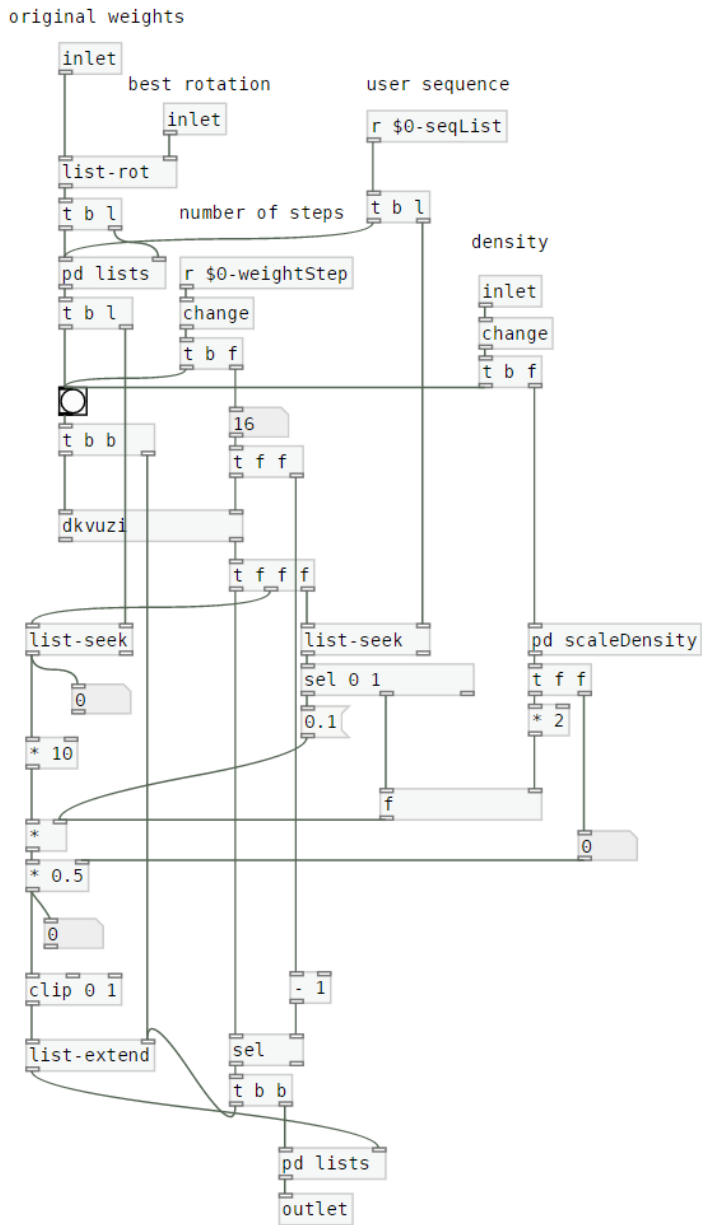 original weights
inlet
best rotation
user sequence
inlet
r $0-seqList
list-rot
t b l
number of steps
t b l
density
pd lists
r $0-weightStep
inlet
t b l
change
change
t b f
t b f
16
t b b
t f f
dkvuzi
t f f f
list-seek
list-seek
pd scaleDensity
sel 0 1
t f f
0
0.1
* 2
* 10
f
*
0
* 0.5
0
clip 0 1
- 1
list-extend
sel
t b b
pd lists
outlet